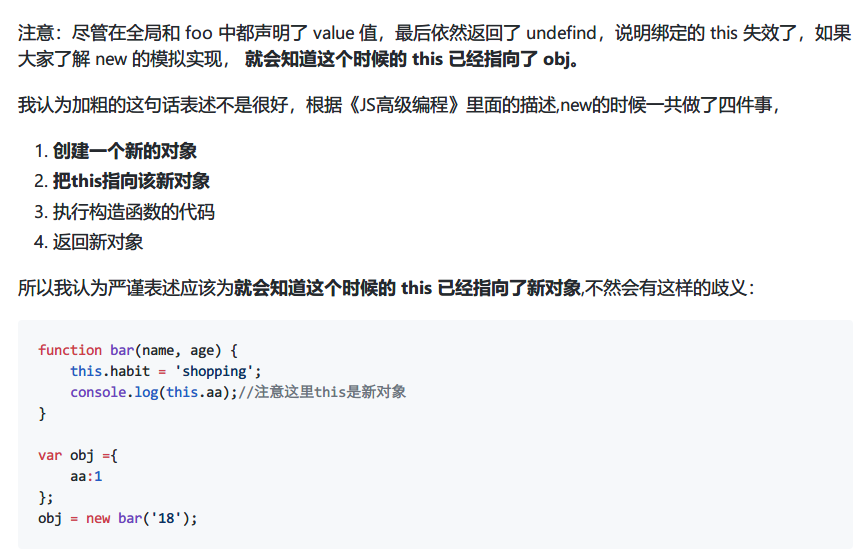 注意：尽管在全局和 foo 中都声明了 value 值，最后依然返回了 undefind，说明绑定的 this 失效了，如果
大家了解 new 的模拟实现， 就会知道这个时候的 this 已经指向了 obj。
我认为加粗的这句话表述不是很好，根据《JS高级编程》里面的描述,new的时候一共做了四件事，
1. 创建一个新的对象
2. 把this指向该新对象
3. 执行构造函数的代码
4. 返回新对象
所以我认为严谨表述应该为就会知道这个时候的 this 已经指向了新对象,不然会有这样的歧义：
function bar(name, age) {
    this.habit = 'shopping';
    console.log(this.aa);//注意这里this是新对象
}
var obj ={
    aa:1
};
obj = new bar('18');